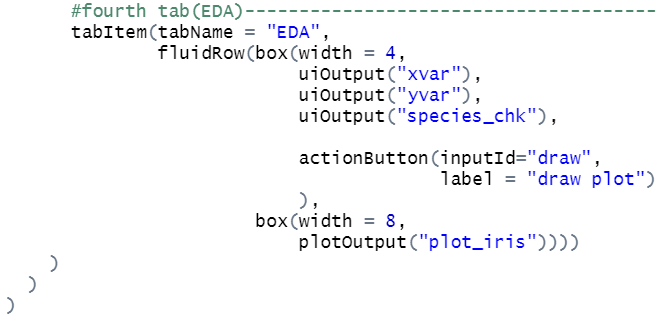 #fourth tab(EDA)---------------------------------------
tabItem(tabName = "EDA",
fluidRow(box(width = 4,
uiOutput("xvar"),
uiOutput("yvar"),
uiOutput("species_chk"),
actionButton(inputId="draw",
label = "draw plot")
),
box(width = 8,
plotOutput("plot_iris"))))
)
)
)